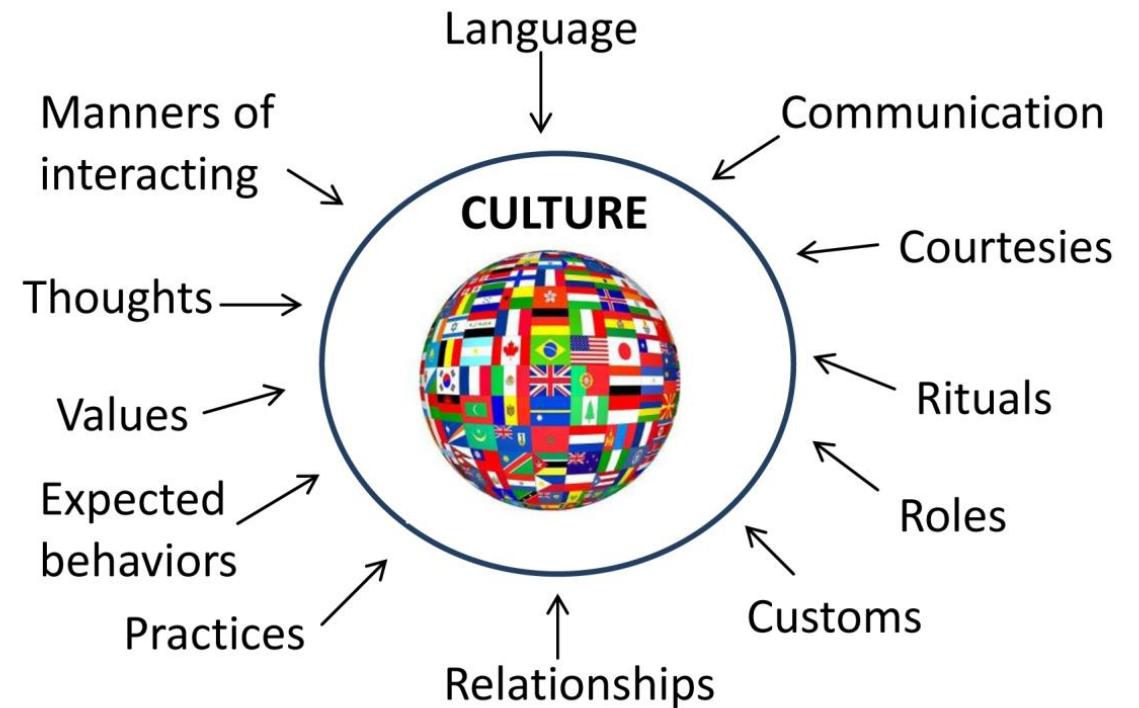 Language
Manners of
interacting
Communication
CULTURE
Courtesies
Thoughts
Values
Rituals
Expected
behaviors
Roles
Practices
Customs
Relationships